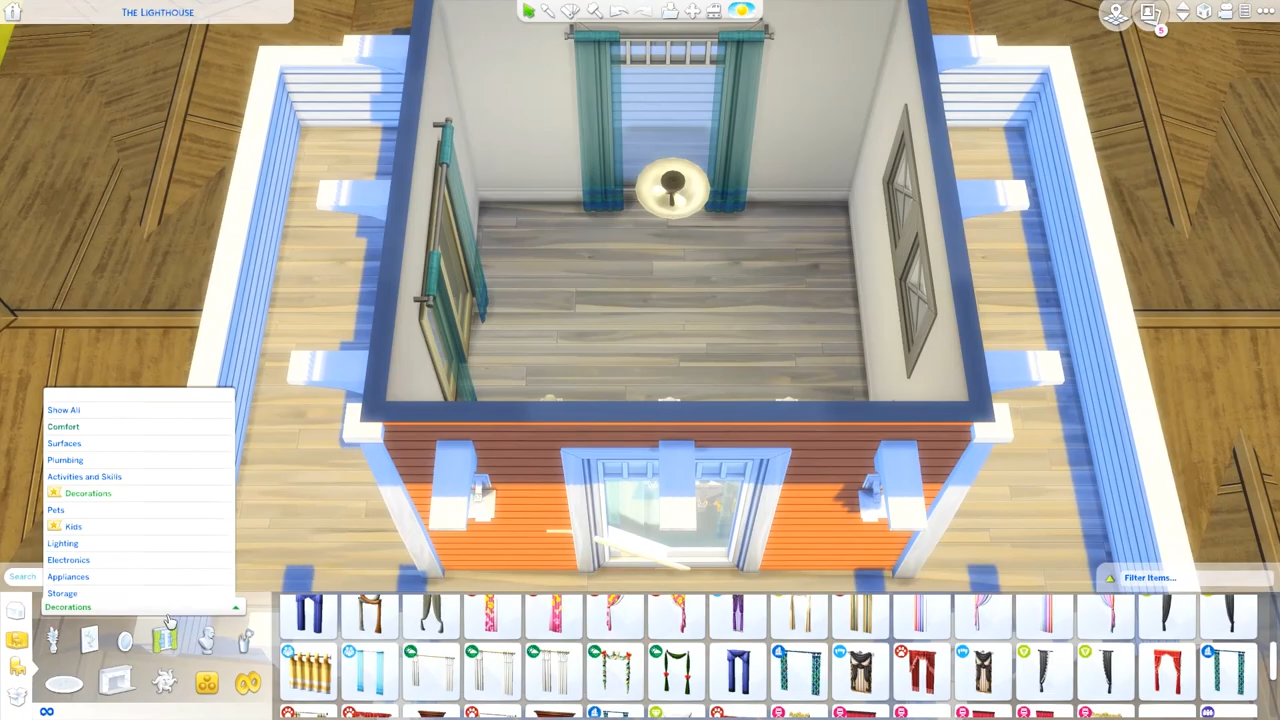 THE LIGHTHOUSE
5
Show All
Comfort
Surfaces
Plumbing
Activities and Skills
Decorations
Pets
Kids
Lighting
Electronics
Appliances
Storage
Search
Decorations
Filter Items...